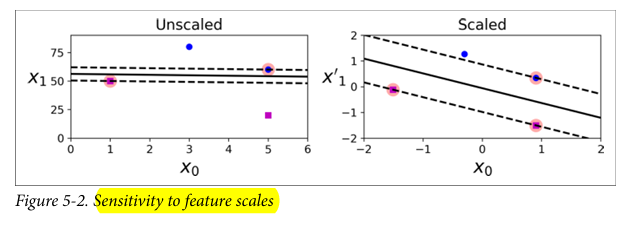 Unscaled
Scaled
75
50
25
0
x₁
0 1 2 3 4 5 6
x₀
2
1
0
−1
−2
x′₁
−2 −1 0 1 2
x₀
Figure 5-2. Sensitivity to feature scales